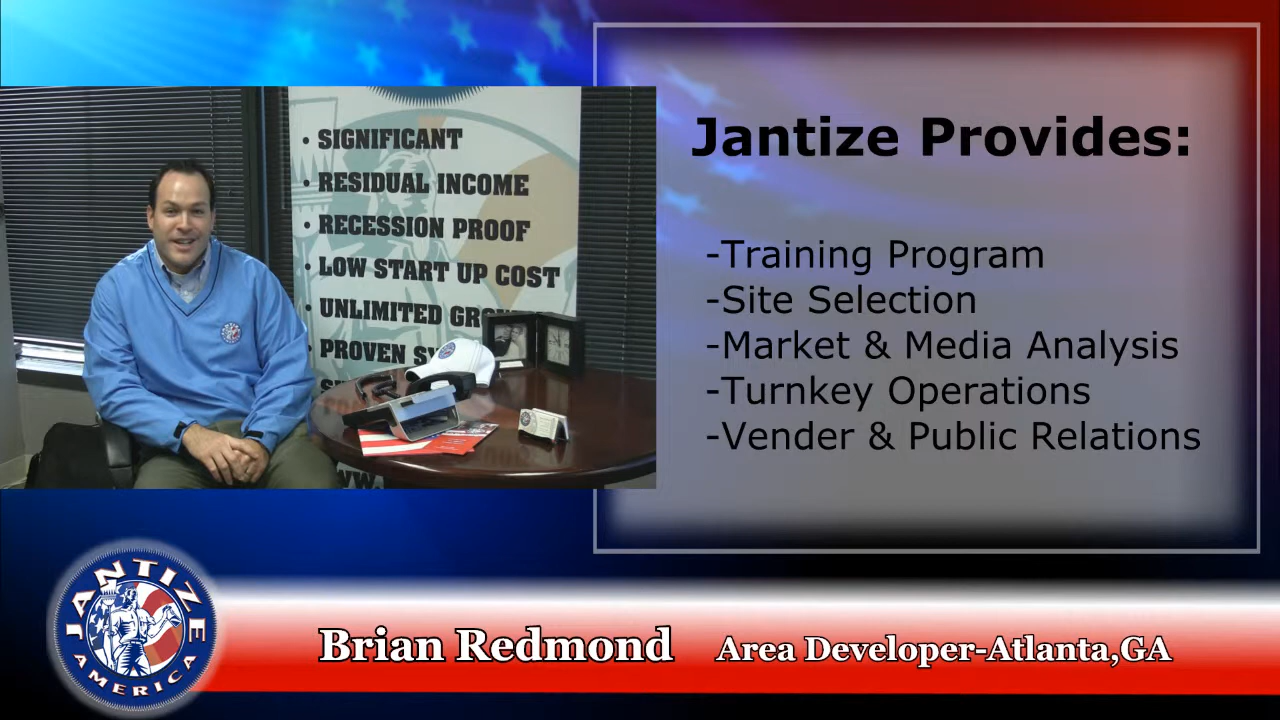 • SIGNIFICANT
• RESIDUAL INCOME
• RECESSION PROOF
• LOW START UP COST
• UNLIMITED
• PROVEN
Jantize Provides:
-Training Program
-Site Selection
-Market & Media Analysis
-Turnkey Operations
-Vender & Public Relations
JANTIZE
AMERICA
Brian Redmond
Area Developer-Atlanta,GA